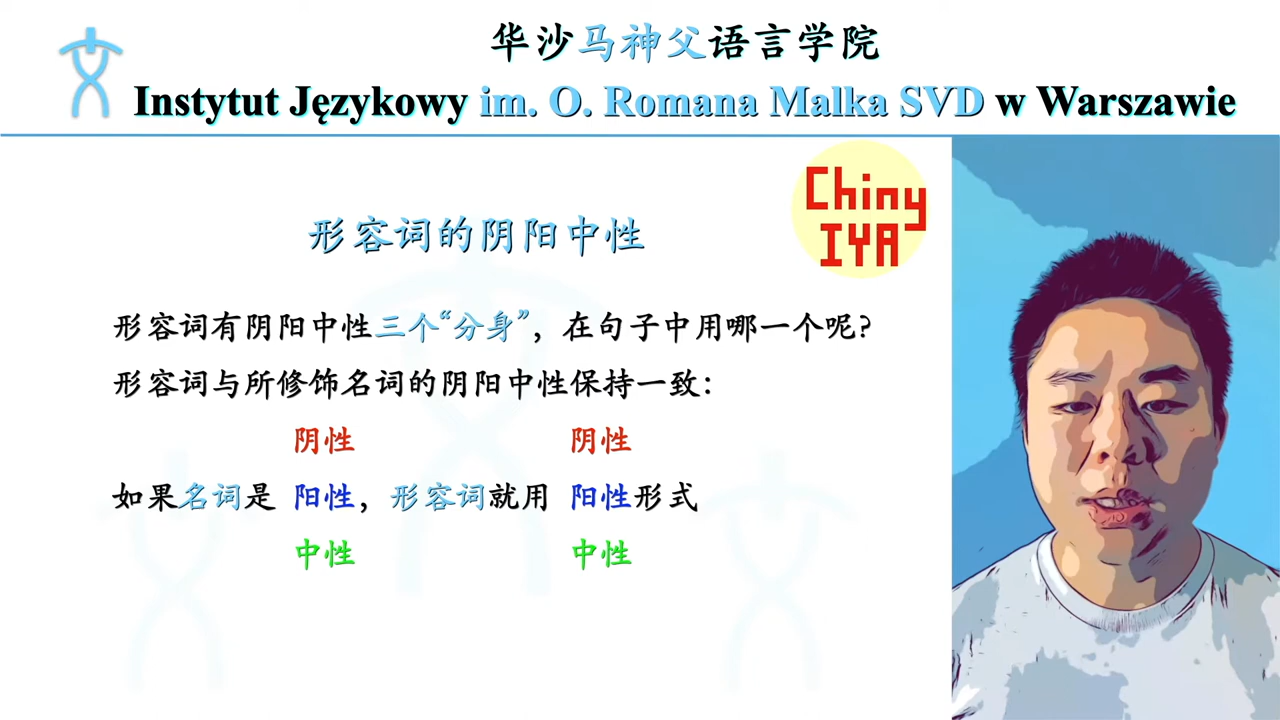 华沙马神父语言学院
Instytut Językowy im. O. Romana Malka SVD w Warszawie
Chiny
IYA
形容词的阴阳中性
形容词有阴阳中性三个“分身”，在句子中用哪一个呢？
形容词与所修饰名词的阴阳中性保持一致：
阴性 阴性
如果名词是 阳性，形容词就用 阳性形式
中性 中性